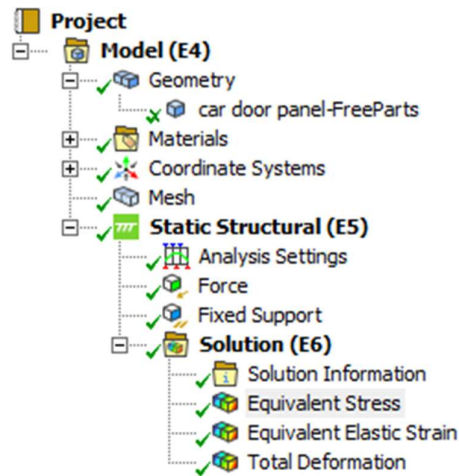 Project
Model (E4)
Geometry
car door panel-FreeParts
Materials
Coordinate Systems
Mesh
Static Structural (E5)
Analysis Settings
Force
Fixed Support
Solution (E6)
Solution Information
Equivalent Stress
Equivalent Elastic Strain
Total Deformation